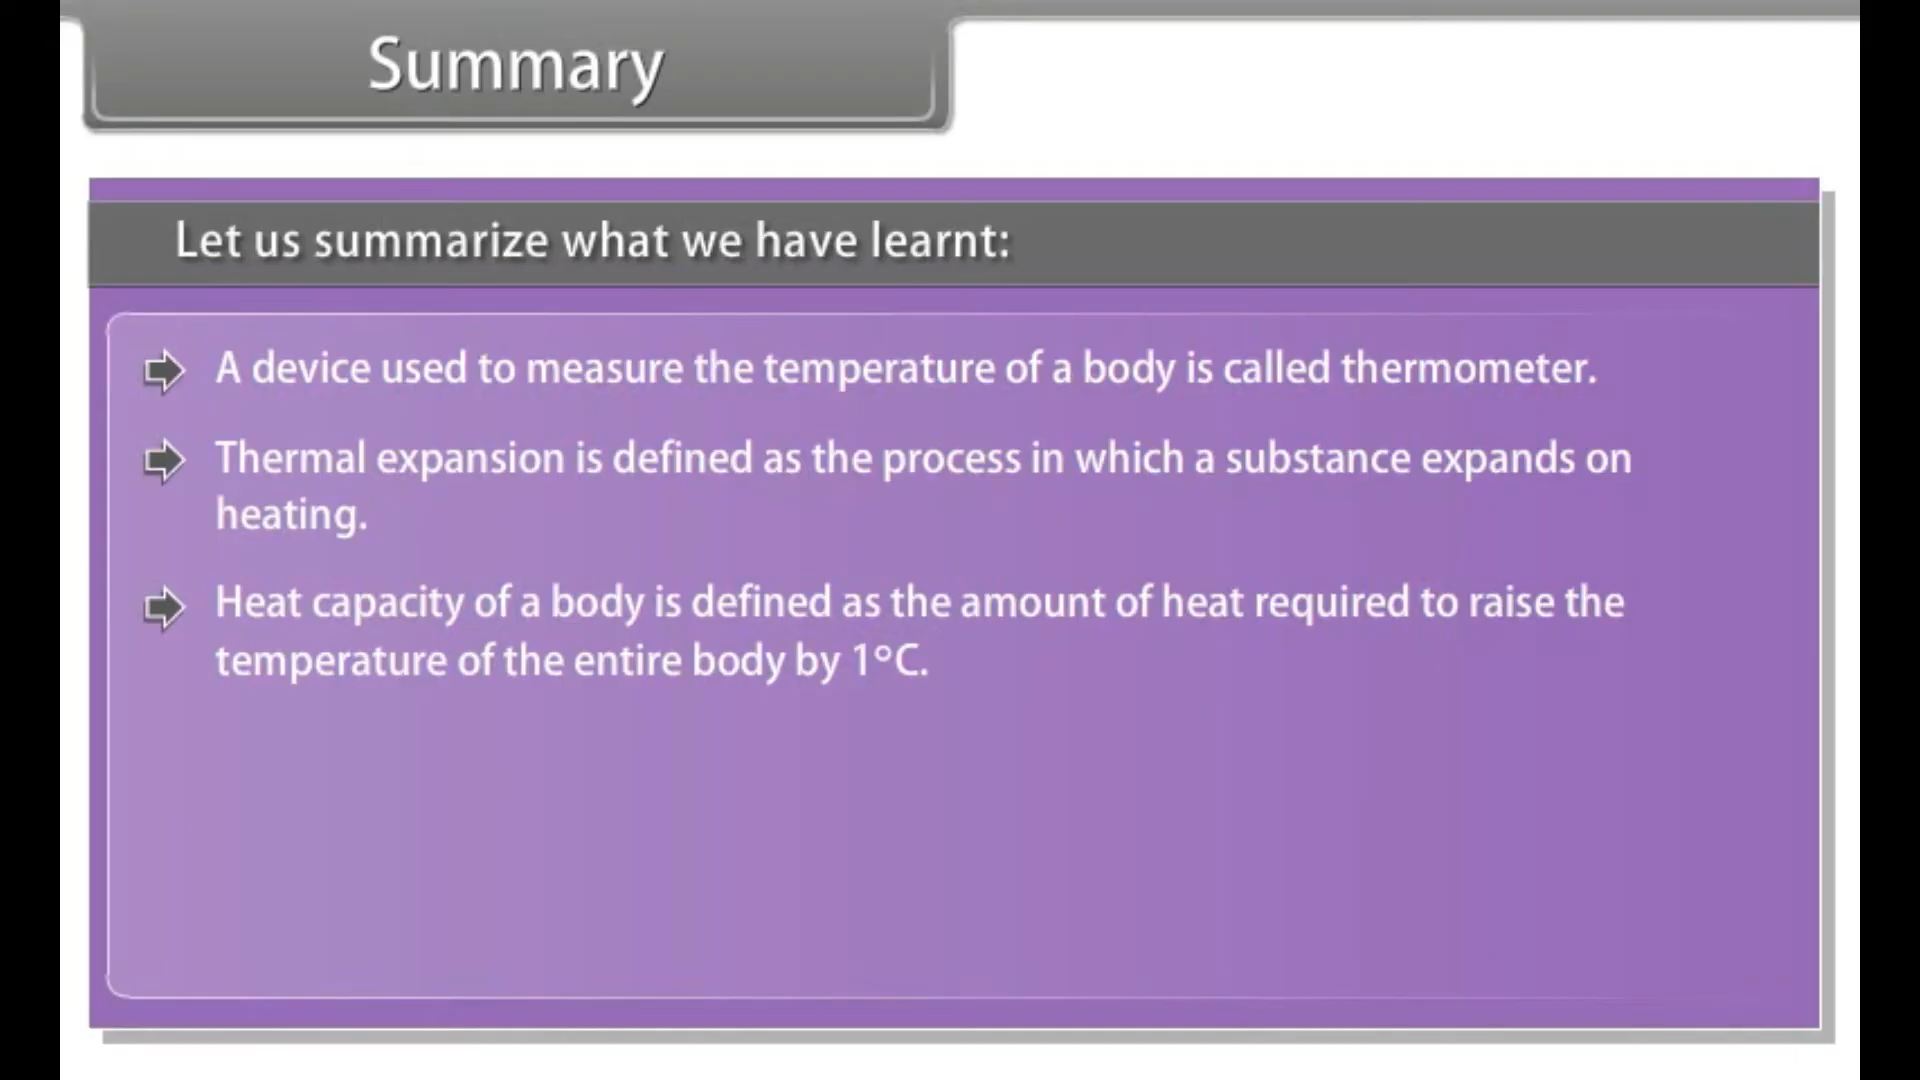 Summary
Let us summarize what we have learnt:
A device used to measure the temperature of a body is called thermometer.
Thermal expansion is defined as the process in which a substance expands on
heating.
Heat capacity of a body is defined as the amount of heat required to raise the
temperature of the entire body by 1°C.